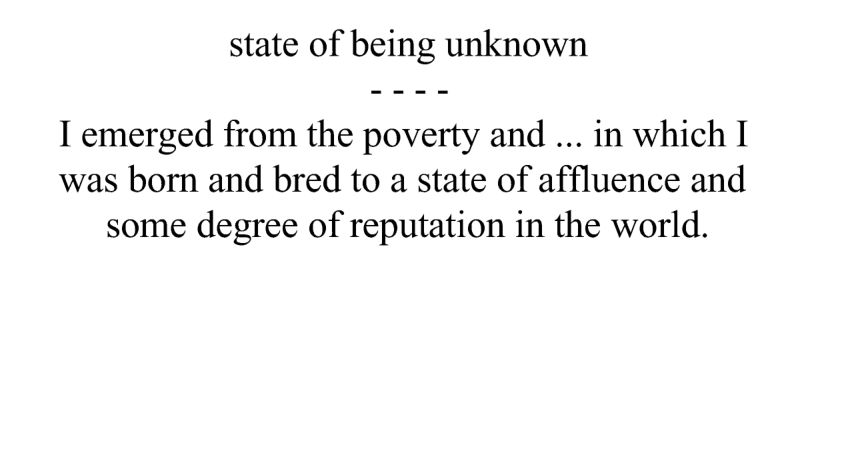 state of being unknown
- - - -
I emerged from the poverty and ... in which I
was born and bred to a state of affluence and
some degree of reputation in the world.